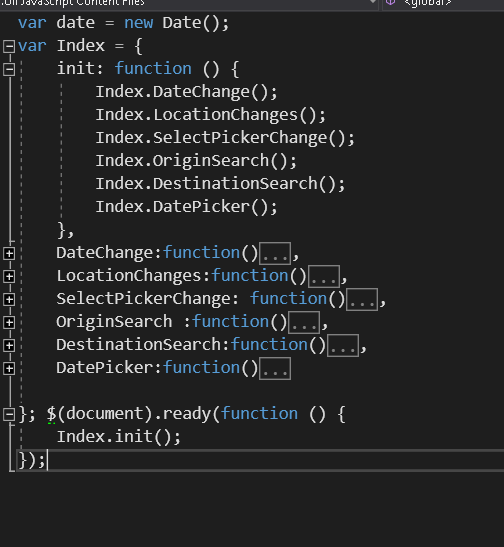 .UI JavaScript Content Files
<global>
var date = new Date();
var Index = {
    init: function () {
        Index.DateChange();
        Index.LocationChanges();
        Index.SelectPickerChange();
        Index.OriginSearch();
        Index.DestinationSearch();
        Index.DatePicker();
    },
    DateChange:function()...,
    LocationChanges:function()...,
    SelectPickerChange: function()...,
    OriginSearch :function()...,
    DestinationSearch:function()...,
    DatePicker:function()...
}; $(document).ready(function () {
    Index.init();
});